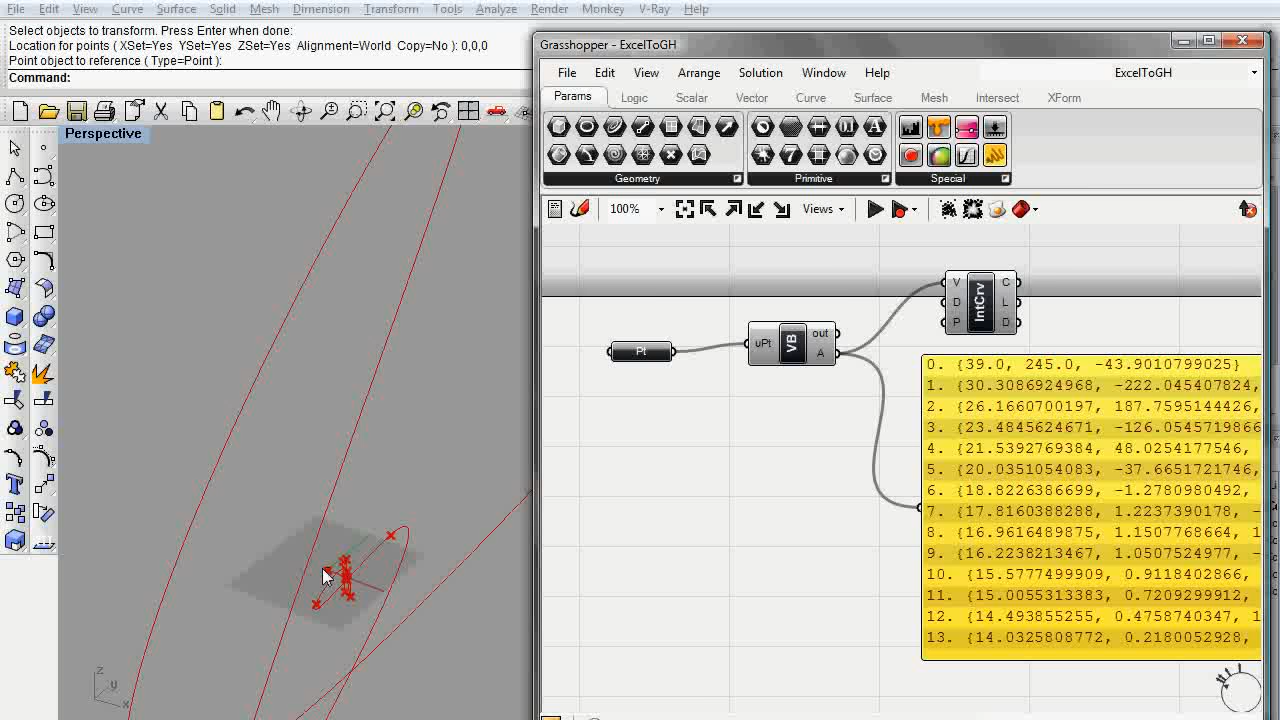 File Edit View Curve Surface Solid Mesh Dimension Transform Tools Analyze Render Monkey V-Ray Help
Select objects to transform. Press Enter when done:
Location for points ( XSet=Yes  YSet=Yes  ZSet=Yes  Alignment=World  Copy=No ): 0,0,0
Point object to reference ( Type=Point ):
Command:
Perspective
z
y
x
Grasshopper - ExcelToGH
File Edit View Arrange Solution Window Help ExcelToGH
Params Logic Scalar Vector Curve Surface Mesh Intersect XForm
Geometry Primitive Special
100% Views
V IntCrv C
D L
P D
Pt
uPt VB out
A
0. {39.0, 245.0, -43.9010799025}
1. {30.3086924968, -222.045407824,
2. {26.1660700197, 187.7595144426,
3. {23.4845624671, -126.0545719866
4. {21.5392769384, 48.0254177546,
5. {20.0351054083, -37.6651721746,
6. {18.8226386699, -1.2780980492,
7. {17.8160388288, 1.2237390178, -
8. {16.9616489875, 1.1507768664, 1
9. {16.2238213467, 1.0507524977, -
10. {15.5777499909, 0.9118402866,
11. {15.0055313383, 0.7209299912,
12. {14.493855255, 0.4758740347, 1
13. {14.0325808772, 0.2180052928,